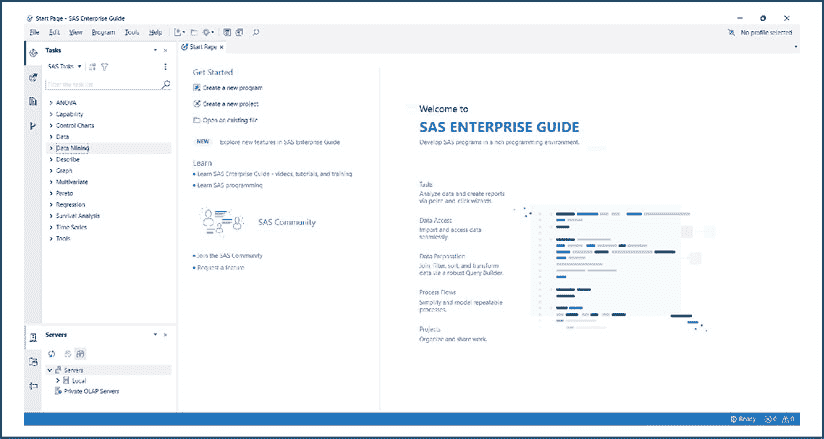 Start Page - SAS Enterprise Guide
File Edit View Program Tools Help
No profile selected
Tasks
SAS Tasks
ANOVA
Capability
Control Charts
Data
Data Mining
Describe
Graph
Multivariate
Pareto
Regression
Survival Analysis
Time Series
Tools
Servers
Servers
Local
Private OLAP Servers
Start Page
Get Started
Create a new program
Create a new project
Open an existing file
NEW Explore new features in SAS Enterprise Guide
Learn
Learn SAS Enterprise Guide - videos, tutorials, and training
Learn SAS programming
SAS Community
Join the SAS Community
Request a feature
Welcome to
SAS ENTERPRISE GUIDE
Develop SAS programs in a rich programming environment.
Tasks
Analyze data and create reports
via point-and-click wizards.
Data Access
Import and access data
seamlessly.
Data Preparation
Join, filter, sort, and transform
data via a robust Query Builder.
Process Flows
Simplify and model repeatable
processes.
Projects
Organize and share work.
Ready 0 0